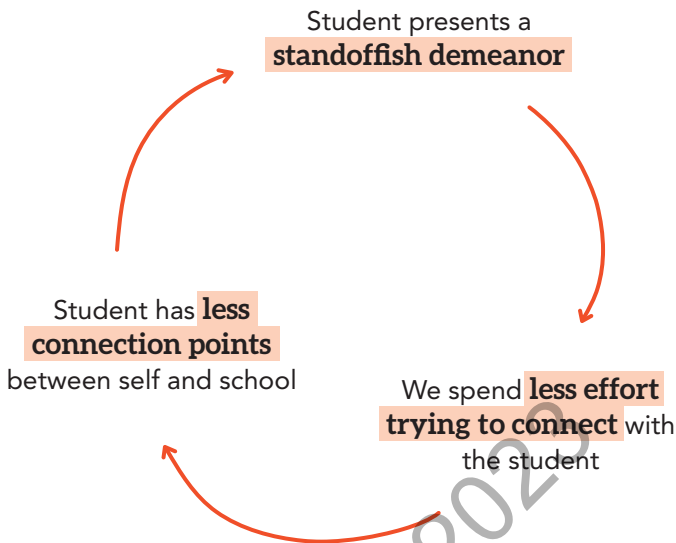 Student presents a
standoffish demeanor
Student has less
connection points
between self and school
We spend less effort
trying to connect with
the student
2023